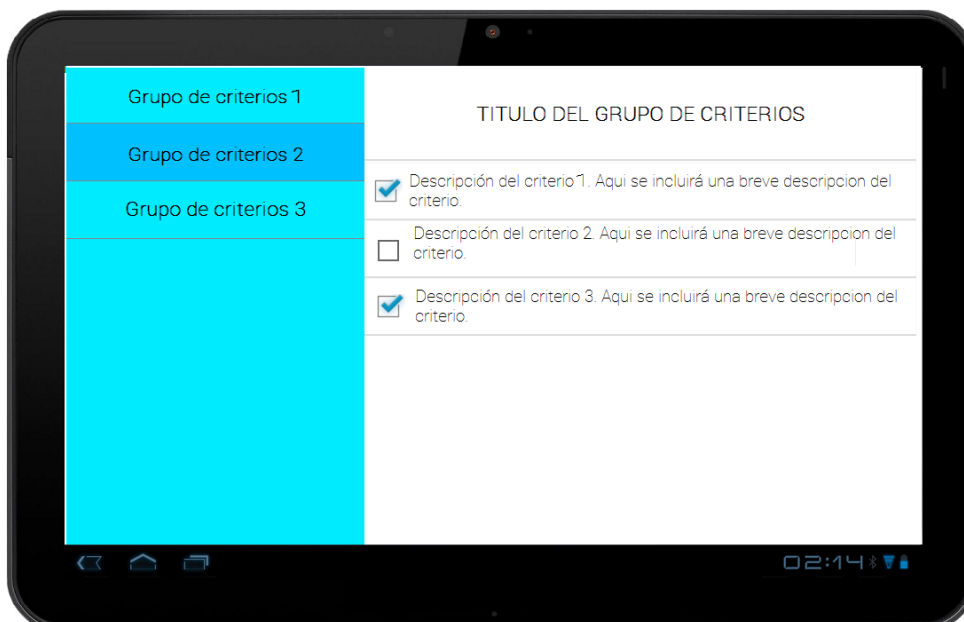 Grupo de criterios 1
Grupo de criterios 2
Grupo de criterios 3
TITULO DEL GRUPO DE CRITERIOS
Descripción del criterio 1. Aqui se incluirá una breve descripcion del
criterio.
Descripción del criterio 2. Aqui se incluirá una breve descripcion del
criterio.
Descripción del criterio 3. Aqui se incluirá una breve descripcion del
criterio.
02:14